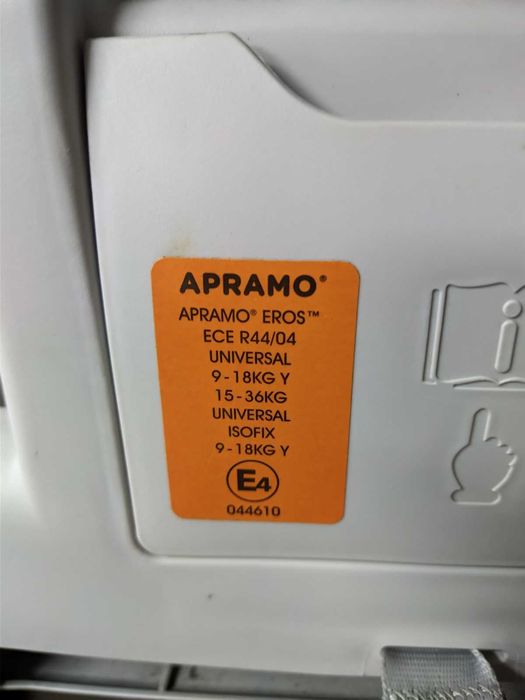 APRAMO®
APRAMO® EROS™
ECE R44/04
UNIVERSAL
9-18KG Y
15-36KG
UNIVERSAL
ISOFIX
9-18KG Y
E4
044610
i